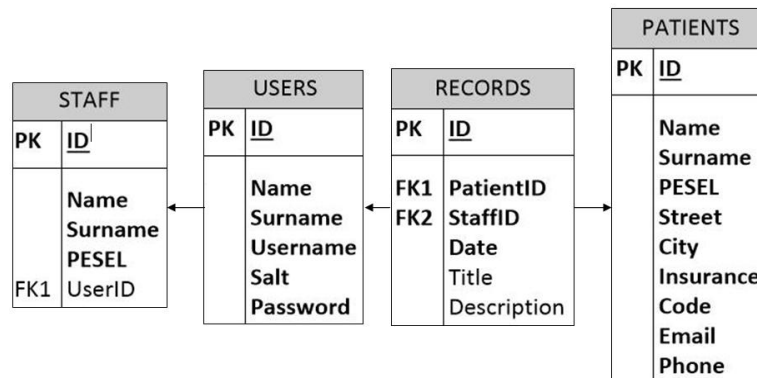 STAFF
PK ID
Name
Surname
PESEL
FK1 UserID
USERS
PK ID
Name
Surname
Username
Salt
Password
RECORDS
PK ID
FK1 PatientID
FK2 StaffID
Date
Title
Description
PATIENTS
PK ID
Name
Surname
PESEL
Street
City
Insurance
Code
Email
Phone